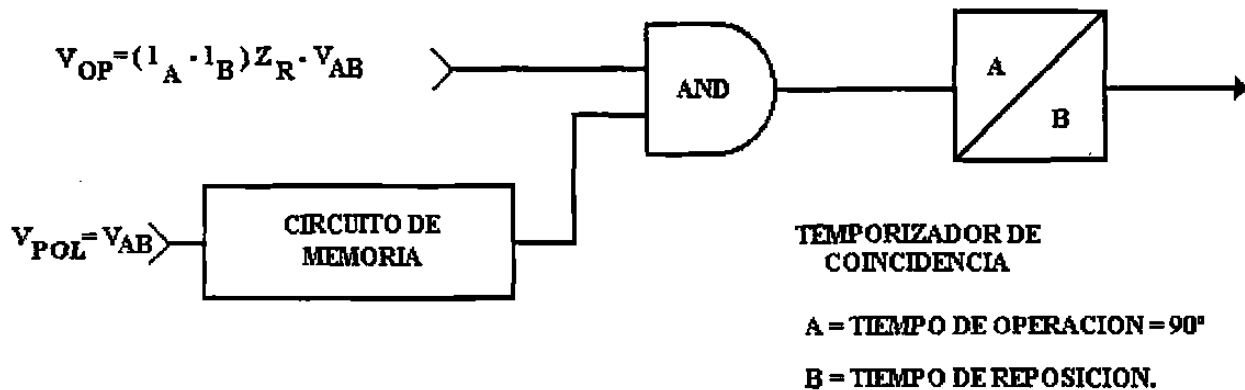 V_OP = (I_A - I_B) Z_R - V_AB
AND
A
B
V_POL = V_AB
CIRCUITO DE
MEMORIA
TEMPORIZADOR DE
COINCIDENCIA
A = TIEMPO DE OPERACION = 90º
B = TIEMPO DE REPOSICION.